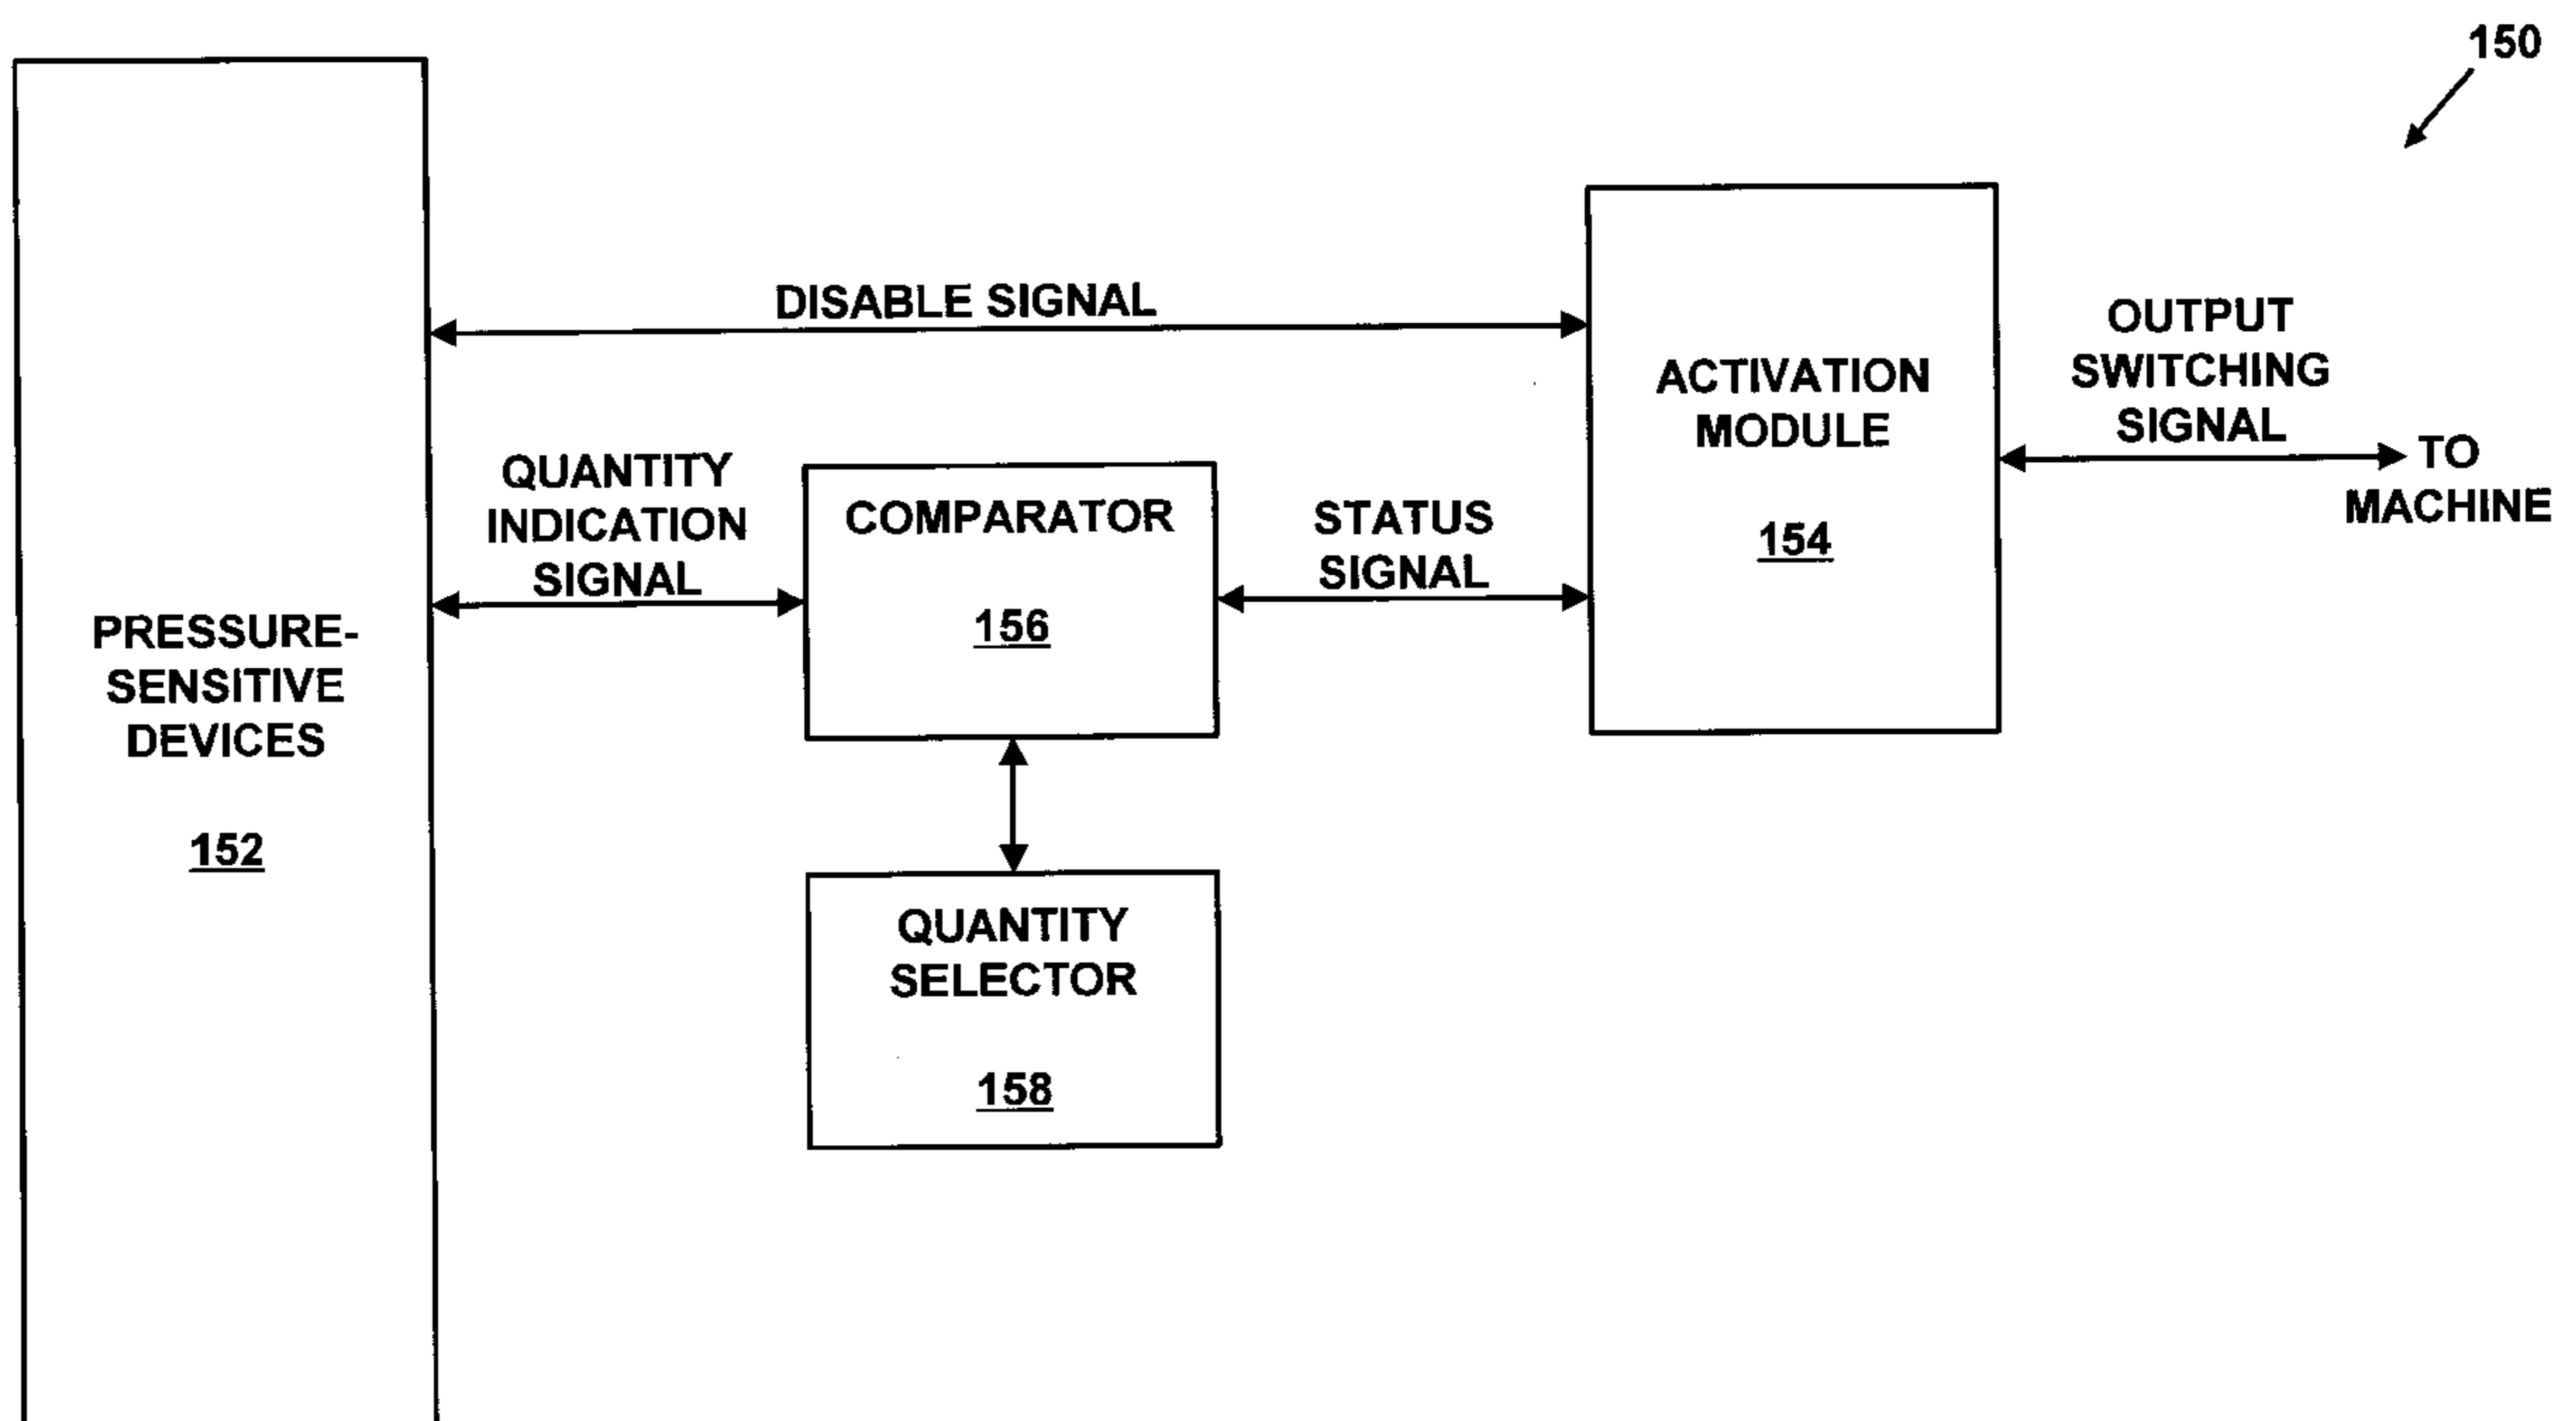 150
DISABLE SIGNAL
OUTPUT
SWITCHING
SIGNAL
TO
MACHINE
ACTIVATION
MODULE
154
QUANTITY
INDICATION
SIGNAL
COMPARATOR
156
STATUS
SIGNAL
PRESSURE-
SENSITIVE
DEVICES
152
QUANTITY
SELECTOR
158